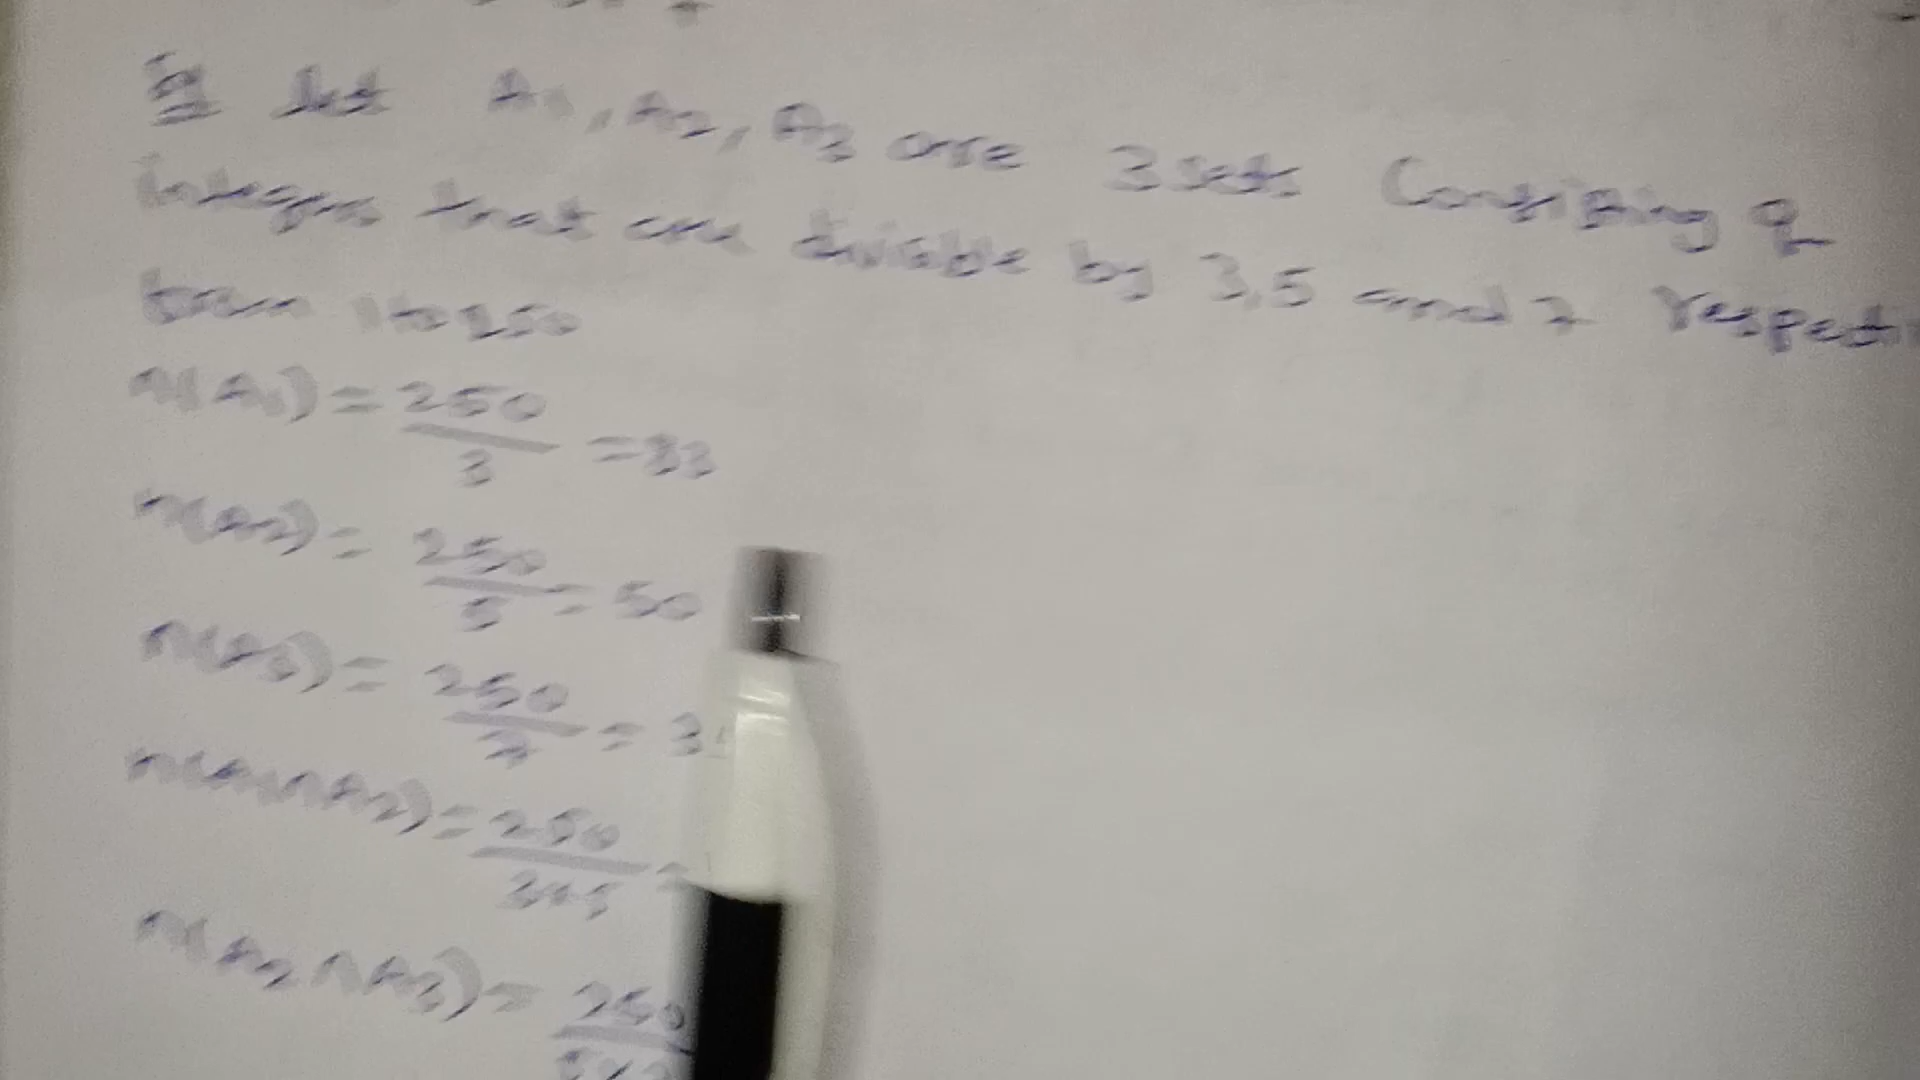 Let A1, A2, A3 are 3 sets Consisting of
integers that are divisible by 3,5 and 7 respecti
from 1 to 250
n(A1) = 250/3 = 83
n(A2) = 250/5 = 50
n(A3) = 250/7 = 3
n(A1∩A2) = 250/3×5 =
n(A2∩A3) = 250/5×